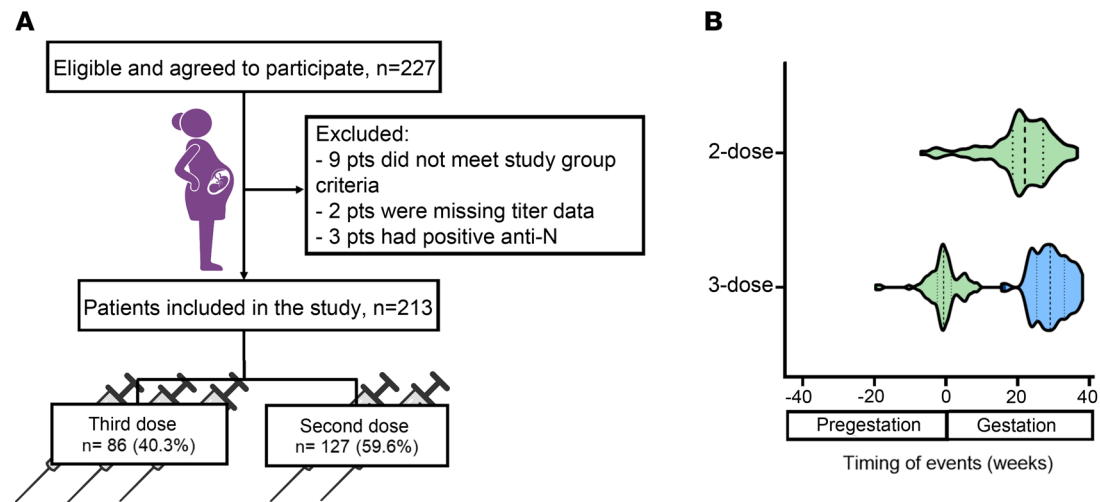 A
Eligible and agreed to participate, n=227
Excluded:
- 9 pts did not meet study group
criteria
- 2 pts were missing titer data
- 3 pts had positive anti-N
Patients included in the study, n=213
Third dose
n= 86 (40.3%)
Second dose
n= 127 (59.6%)
B
2-dose
3-dose
-40 -20 0 20 40
Pregestation Gestation
Timing of events (weeks)